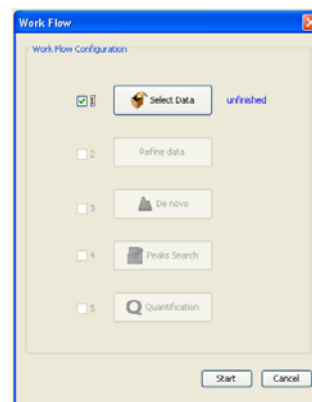 Work Flow
Work Flow Configuration
1 Select Data unfinished
2 Refine data
3 De novo
4 Peaks Search
5 Quantification
Start Cancel